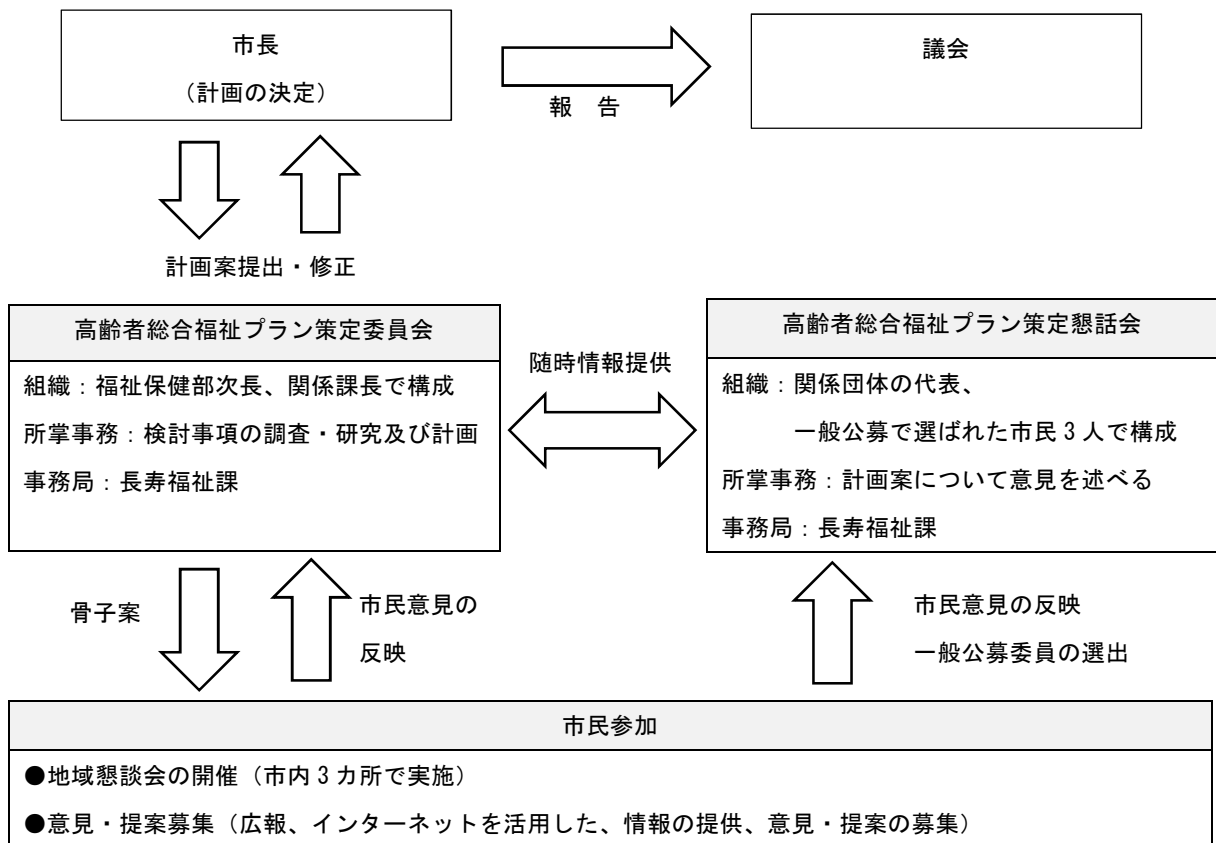 市長
（計画の決定）
報　告
議会
計画案提出・修正
高齢者総合福祉プラン策定委員会
組織：福祉保健部次長、関係課長で構成
所掌事務：検討事項の調査・研究及び計画
事務局：長寿福祉課
随時情報提供
高齢者総合福祉プラン策定懇話会
組織：関係団体の代表、
一般公募で選ばれた市民３人で構成
所掌事務：計画案について意見を述べる
事務局：長寿福祉課
骨子案
市民意見の
反映
市民意見の反映
一般公募委員の選出
市民参加
●地域懇談会の開催（市内３カ所で実施）
●意見・提案募集（広報、インターネットを活用した、情報の提供、意見・提案の募集）